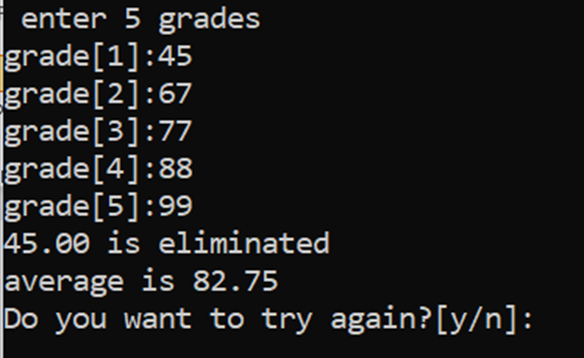 enter 5 grades
grade[1]:45
grade[2]:67
grade[3]:77
grade[4]:88
grade[5]:99
45.00 is eliminated
average is 82.75
Do you want to try again?[y/n]: